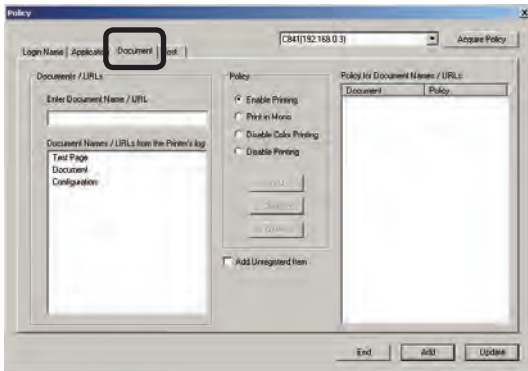 Policy
C841(192.168.0.3)
Acquire Policy
Login Name
Application
Document
Host
Documents / URLs
Enter Document Name / URL
Document Names / URLs from the Printer's log
Test Page
Document
Configuration
Policy
Enable Printing
Print in Mono
Disable Color Printing
Disable Printing
Add Unregisterd Item
Policy for Document Names / URLs
Document
Policy
End
Add
Update